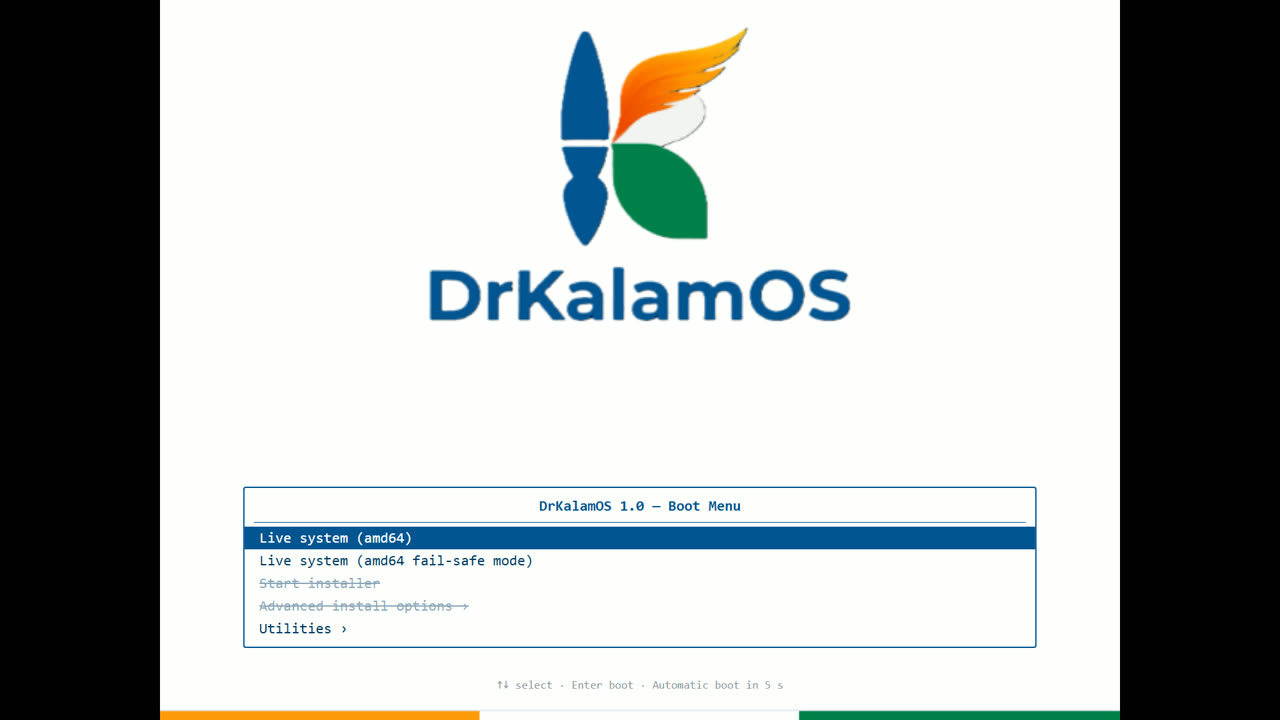 DrKalamOS
DrKalamOS 1.0 — Boot Menu
Live system (amd64)
Live system (amd64 fail-safe mode)
Start installer
Advanced install options ›
Utilities ›
↑↓ select · Enter boot · Automatic boot in 5 s